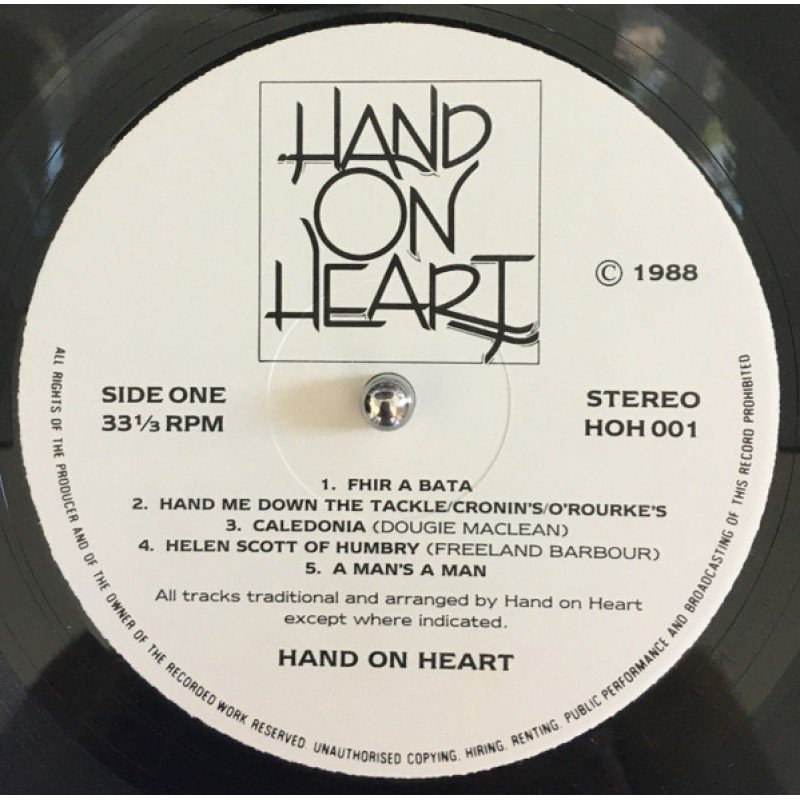 HAND
ON
HEART
© 1988
SIDE ONE
33⅓ RPM
STEREO
HOH 001
1. FHIR A BATA
2. HAND ME DOWN THE TACKLE/CRONIN'S/O'ROURKE'S
3. CALEDONIA (DOUGIE MACLEAN)
4. HELEN SCOTT OF HUMBRY (FREELAND BARBOUR)
5. A MAN'S A MAN
All tracks traditional and arranged by Hand on Heart
except where indicated.
HAND ON HEART
ALL RIGHTS OF THE PRODUCER AND OF THE OWNER OF THE RECORDED WORK RESERVED. UNAUTHORISED COPYING, HIRING, RENTING, PUBLIC PERFORMANCE AND BROADCASTING OF THIS RECORD PROHIBITED